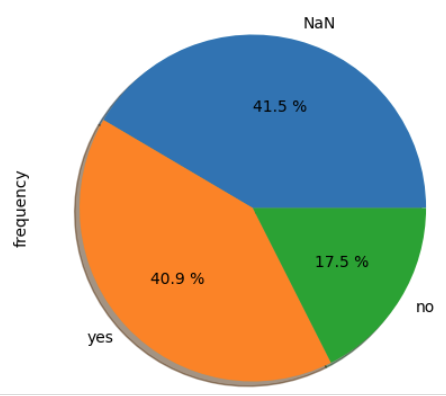 NaN
41.5 %
frequency
17.5 %
40.9 %
no
yes